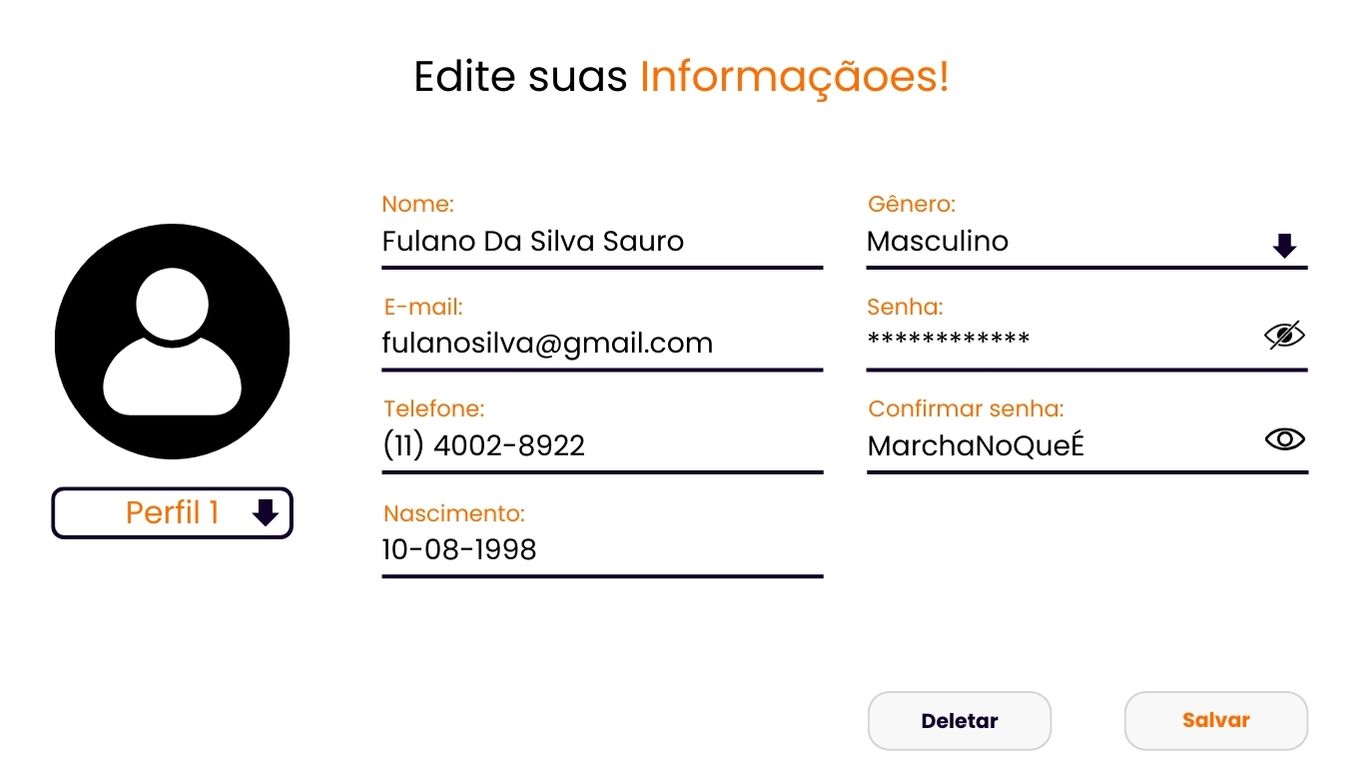 Edite suas Informaçãoes!
Nome:
Fulano Da Silva Sauro
E-mail:
fulanosilva@gmail.com
Telefone:
(11) 4002-8922
Nascimento:
10-08-1998
Gênero:
Masculino
Senha:
************
Confirmar senha:
MarchaNoQueÉ
Perfil 1
Deletar
Salvar